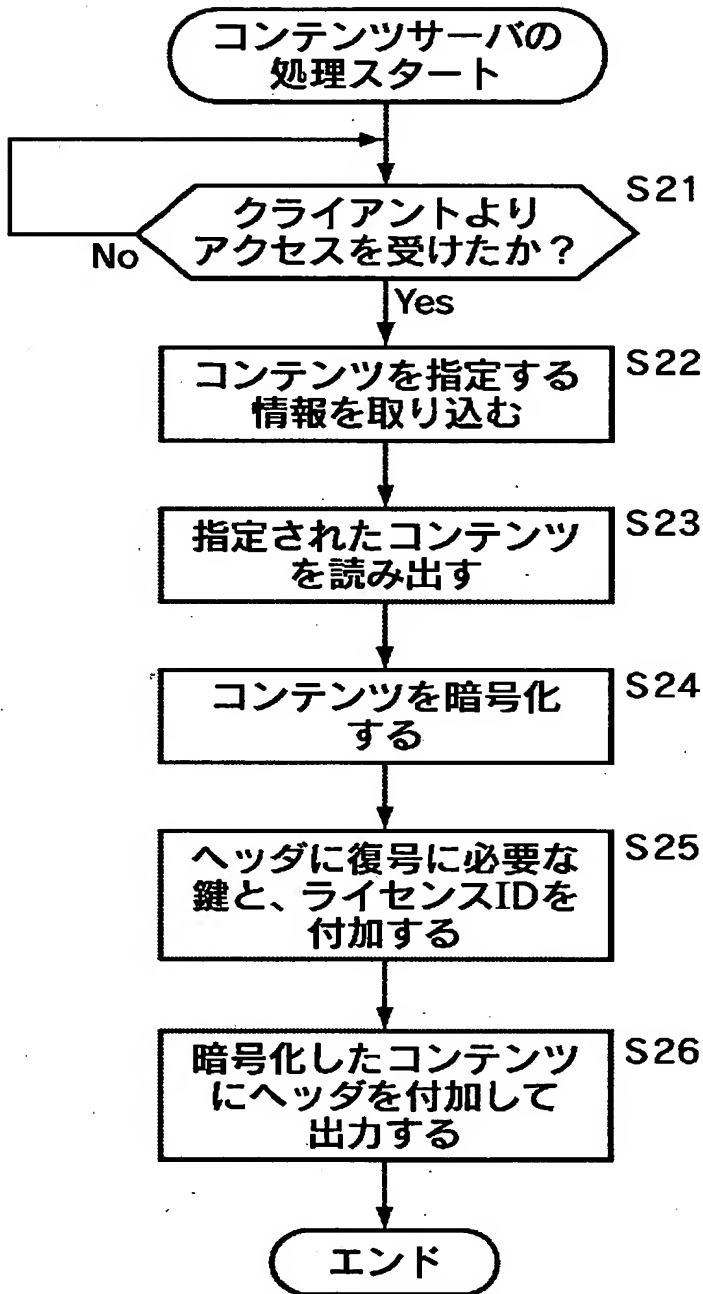 コンテンツサーバの
処理スタート
S21
クライアントより
アクセスを受けたか?
No
Yes
S22
コンテンツを指定する
情報を取り込む
S23
指定されたコンテンツ
を読み出す
S24
コンテンツを暗号化
する
S25
ヘッダに復号に必要な
鍵と、ライセンスIDを
付加する
S26
暗号化したコンテンツ
にヘッダを付加して
出力する
エンド